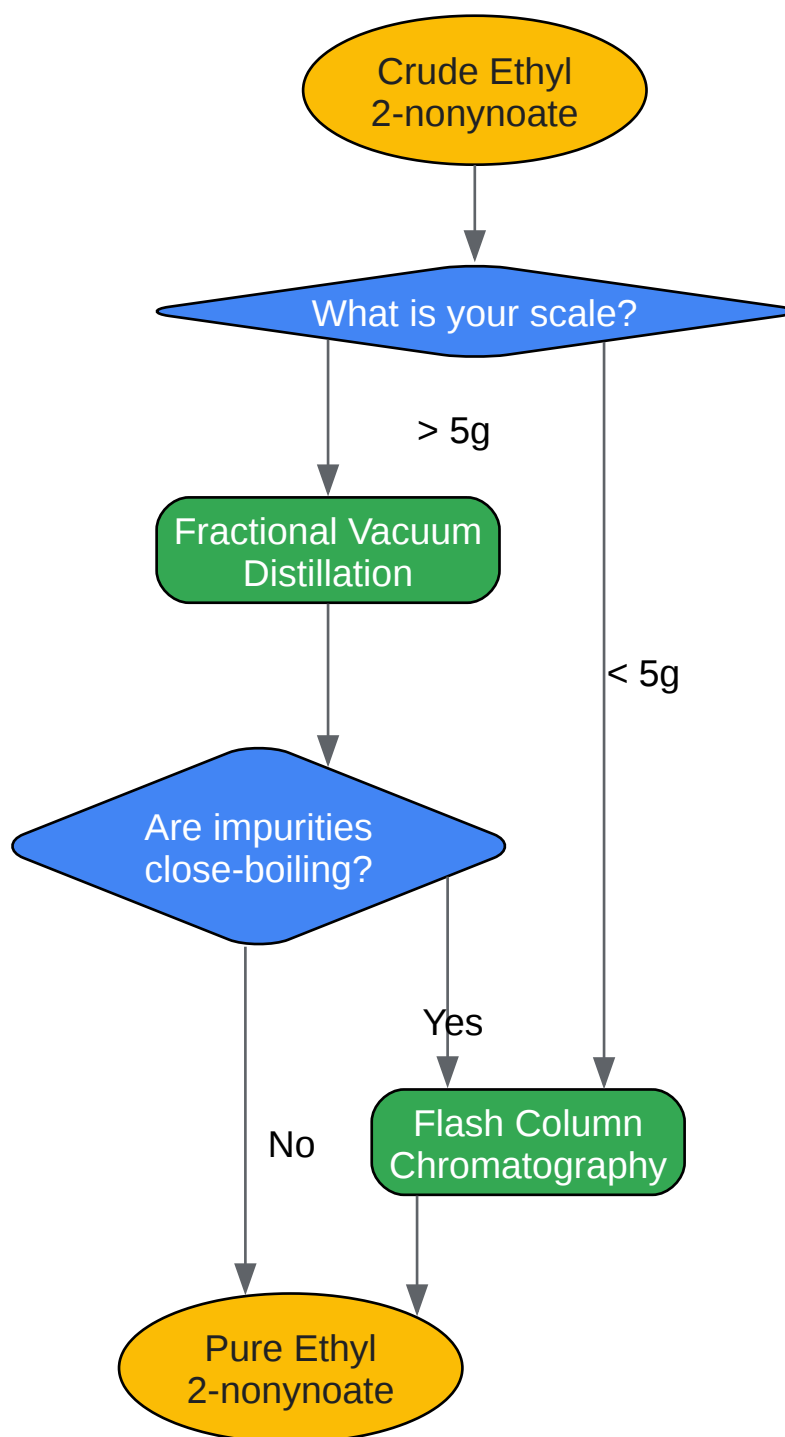 Crude Ethyl
2-nonynoate
What is your scale?
> 5g
Fractional Vacuum
Distillation
< 5g
Are impurities
close-boiling?
Yes
Flash Column
Chromatography
No
Pure Ethyl
2-nonynoate